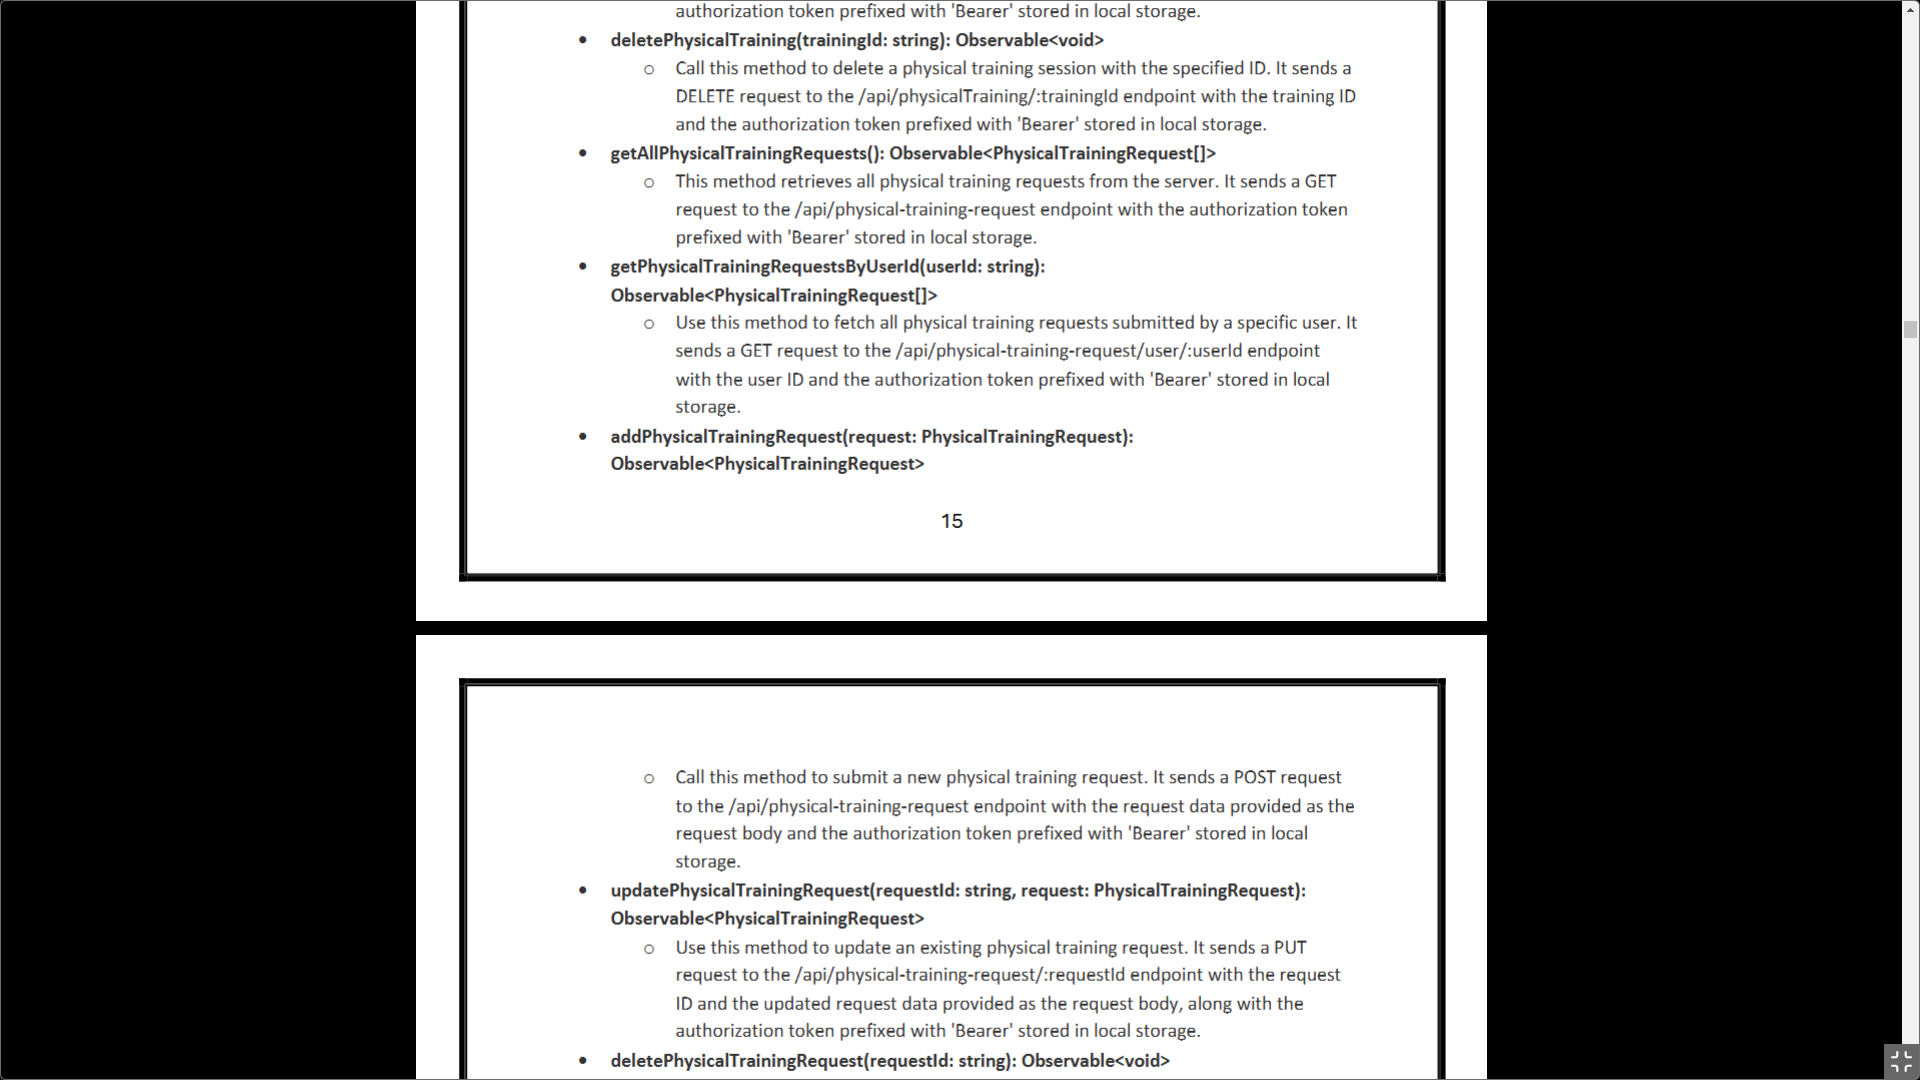 authorization token prefixed with 'Bearer' stored in local storage.
• deletePhysicalTraining(trainingId: string): Observable<void>
o Call this method to delete a physical training session with the specified ID. It sends a
DELETE request to the /api/physicalTraining/:trainingId endpoint with the training ID
and the authorization token prefixed with 'Bearer' stored in local storage.
• getAllPhysicalTrainingRequests(): Observable<PhysicalTrainingRequest[]>
o This method retrieves all physical training requests from the server. It sends a GET
request to the /api/physical-training-request endpoint with the authorization token
prefixed with 'Bearer' stored in local storage.
• getPhysicalTrainingRequestsByUserId(userId: string):
Observable<PhysicalTrainingRequest[]>
o Use this method to fetch all physical training requests submitted by a specific user. It
sends a GET request to the /api/physical-training-request/user/:userId endpoint
with the user ID and the authorization token prefixed with 'Bearer' stored in local
storage.
• addPhysicalTrainingRequest(request: PhysicalTrainingRequest):
Observable<PhysicalTrainingRequest>
15
o Call this method to submit a new physical training request. It sends a POST request
to the /api/physical-training-request endpoint with the request data provided as the
request body and the authorization token prefixed with 'Bearer' stored in local
storage.
• updatePhysicalTrainingRequest(requestId: string, request: PhysicalTrainingRequest):
Observable<PhysicalTrainingRequest>
o Use this method to update an existing physical training request. It sends a PUT
request to the /api/physical-training-request/:requestId endpoint with the request
ID and the updated request data provided as the request body, along with the
authorization token prefixed with 'Bearer' stored in local storage.
• deletePhysicalTrainingRequest(requestId: string): Observable<void>